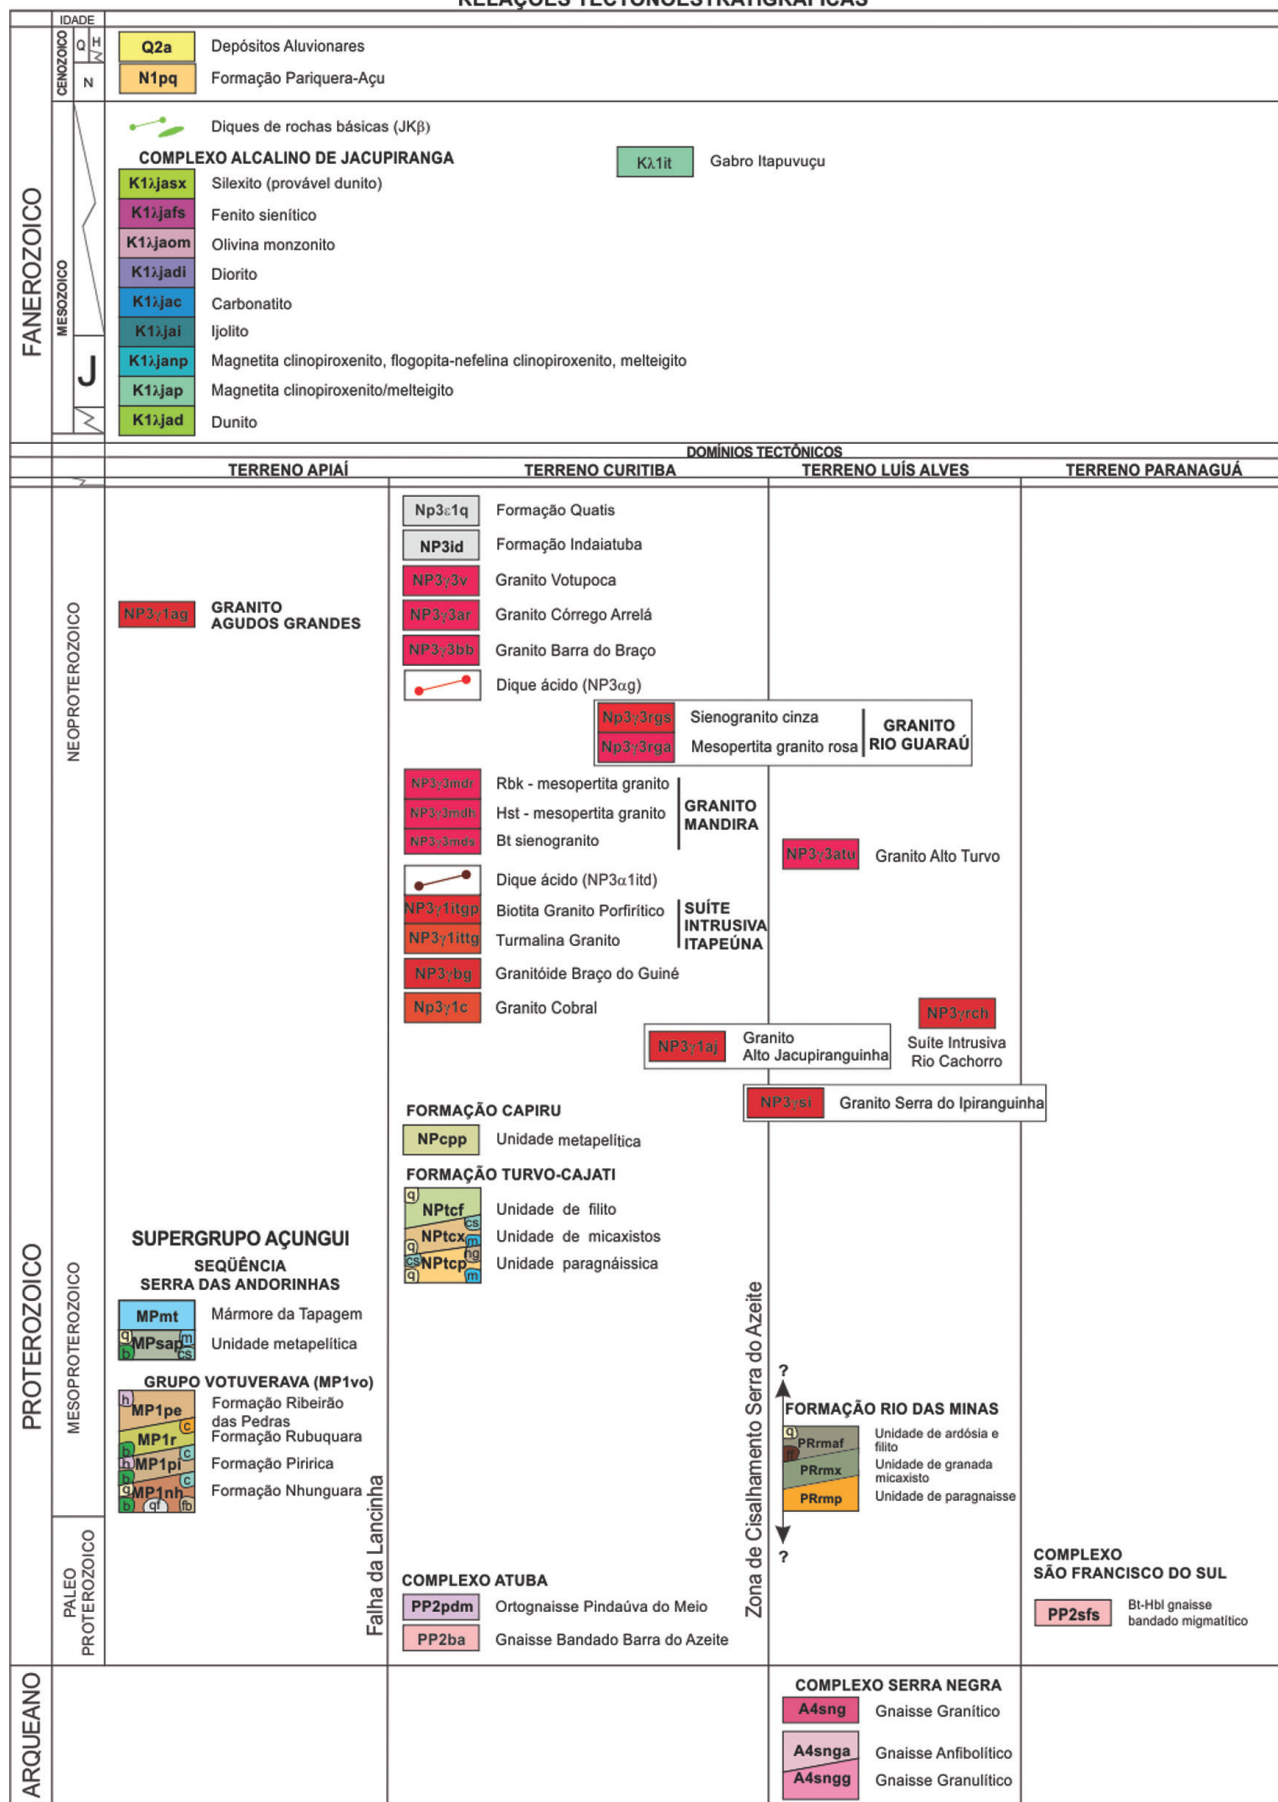 RELAÇÕES TECTONOESTRATIGRÁFICAS
IDADE
FANEROZOICO
CENOZOICO
Q
H
N
Q2a Depósitos Aluvionares
N1pq Formação Pariquera-Açu
MESOZOICO
J
Diques de rochas básicas (JKβ)
COMPLEXO ALCALINO DE JACUPIRANGA
Kλ1it Gabro Itapuvuçu
K1λjasx Silexito (provável dunito)
K1λjafs Fenito sienítico
K1λjaom Olivina monzonito
K1λjadi Diorito
K1λjac Carbonatito
K1λjai Ijolito
K1λjanp Magnetita clinopiroxenito, flogopita-nefelina clinopiroxenito, melteigito
K1λjap Magnetita clinopiroxenito/melteigito
K1λjad Dunito
DOMÍNIOS TECTÔNICOS
TERRENO APIAÍ
TERRENO CURITIBA
TERRENO LUÍS ALVES
TERRENO PARANAGUÁ
PROTEROZOICO
NEOPROTEROZOICO
MESOPROTEROZOICO
PALEO
PROTEROZOICO
NP3γ1ag GRANITO
AGUDOS GRANDES
SUPERGRUPO AÇUNGUI
SEQÜÊNCIA
SERRA DAS ANDORINHAS
MPmt Mármore da Tapagem
q m
MPsap Unidade metapelítica
b cs
GRUPO VOTUVERAVA (MP1vo)
h
MP1pe Formação Ribeirão
das Pedras
c
MP1r Formação Rubuquara
b c
h MP1pi Formação Piririca
b c
q MP1nh Formação Nhunguara
b qf fb
Falha da Lancinha
Np3ε1q Formação Quatis
NP3id Formação Indaiatuba
NP3γ3v Granito Votupoca
NP3γ3ar Granito Córrego Arrelá
NP3γ3bb Granito Barra do Braço
Dique ácido (NP3αg)
Np3γ3rgs Sienogranito cinza
Np3γ3rga Mesopertita granito rosa
GRANITO
RIO GUARAÚ
NP3γ3mdr Rbk - mesopertita granito
NP3γ3mdh Hst - mesopertita granito
NP3γ3mds Bt sienogranito
GRANITO
MANDIRA
Dique ácido (NP3α1itd)
NP3γ1itgp Biotita Granito Porfirítico
NP3γ1ittg Turmalina Granito
SUÍTE
INTRUSIVA
ITAPEÚNA
NP3γbg Granitóide Braço do Guiné
Np3γ1c Granito Cobral
NP3γ1aj Granito
Alto Jacupiranguinha
NP3γsi Granito Serra do Ipiranguinha
FORMAÇÃO CAPIRU
NPcpp Unidade metapelítica
FORMAÇÃO TURVO-CAJATI
q
NPtcf Unidade de filito
cs
NPtcx Unidade de micaxistos
q m
cs ng
NPtcp Unidade paragnáissica
q m
COMPLEXO ATUBA
PP2pdm Ortognaisse Pindaúva do Meio
PP2ba Gnaisse Bandado Barra do Azeite
Zona de Cisalhamento Serra do Azeite
NP3γ3atu Granito Alto Turvo
NP3γrch
Suíte Intrusiva
Rio Cachorro
?
FORMAÇÃO RIO DAS MINAS
q
PRrmaf Unidade de ardósia e
filito
ff
PRrmx Unidade de granada
micaxisto
PRrmp Unidade de paragnaisse
?
COMPLEXO
SÃO FRANCISCO DO SUL
PP2sfs Bt-Hbl gnaisse
bandado migmatítico
ARQUEANO
COMPLEXO SERRA NEGRA
A4sng Gnaisse Granítico
A4snga Gnaisse Anfibolítico
A4sngg Gnaisse Granulítico